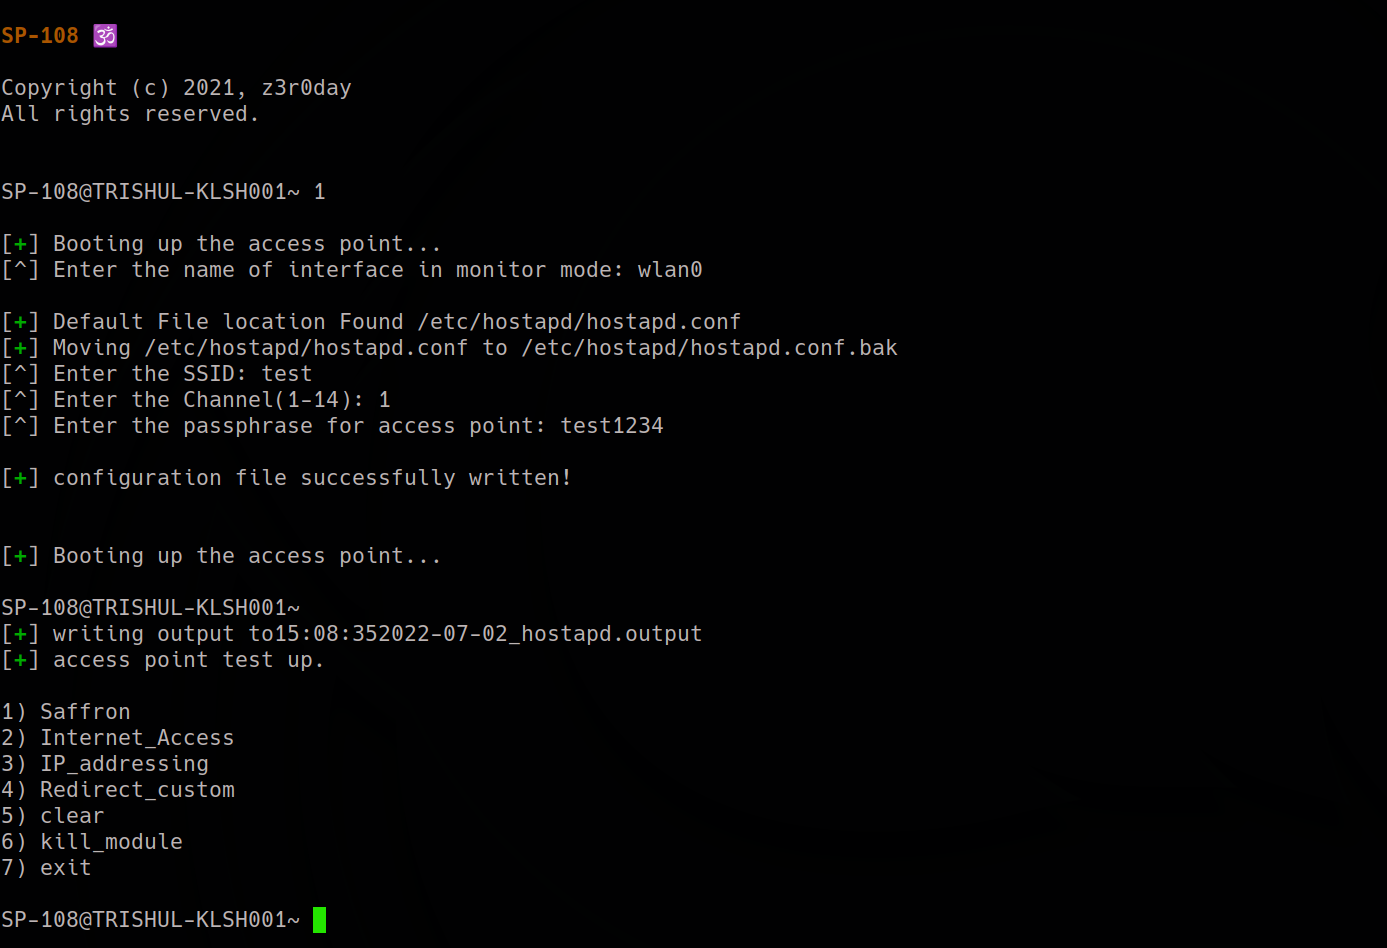 SP-108 🕉
Copyright (c) 2021, z3r0day
All rights reserved.
SP-108@TRISHUL-KLSH001~ 1
[+] Booting up the access point...
[^] Enter the name of interface in monitor mode: wlan0
[+] Default File location Found /etc/hostapd/hostapd.conf
[+] Moving /etc/hostapd/hostapd.conf to /etc/hostapd/hostapd.conf.bak
[^] Enter the SSID: test
[^] Enter the Channel(1-14): 1
[^] Enter the passphrase for access point: test1234
[+] configuration file successfully written!
[+] Booting up the access point...
SP-108@TRISHUL-KLSH001~
[+] writing output to15:08:352022-07-02_hostapd.output
[+] access point test up.
1) Saffron
2) Internet_Access
3) IP_addressing
4) Redirect_custom
5) clear
6) kill_module
7) exit
SP-108@TRISHUL-KLSH001~